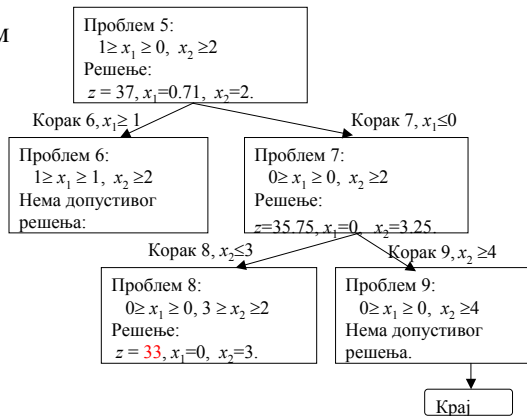 м
Проблем 5:
1≥ x₁ ≥ 0, x₂ ≥2
Решење:
z = 37, x₁=0.71, x₂=2.
Корак 6, x₁≥ 1
Корак 7, x₁≤0
Проблем 6:
1≥ x₁ ≥ 1, x₂ ≥2
Нема допустивог
решења:
Проблем 7:
0≥ x₁ ≥ 0, x₂ ≥2
Решење:
z=35.75, x₁=0, x₂=3.25.
Корак 8, x₂≤3
Корак 9, x₂ ≥4
Проблем 8:
0≥ x₁ ≥ 0, 3 ≥ x₂ ≥2
Решење:
z = 33, x₁=0, x₂=3.
Проблем 9:
0≥ x₁ ≥ 0, x₂ ≥4
Нема допустивог
решења.
Крај